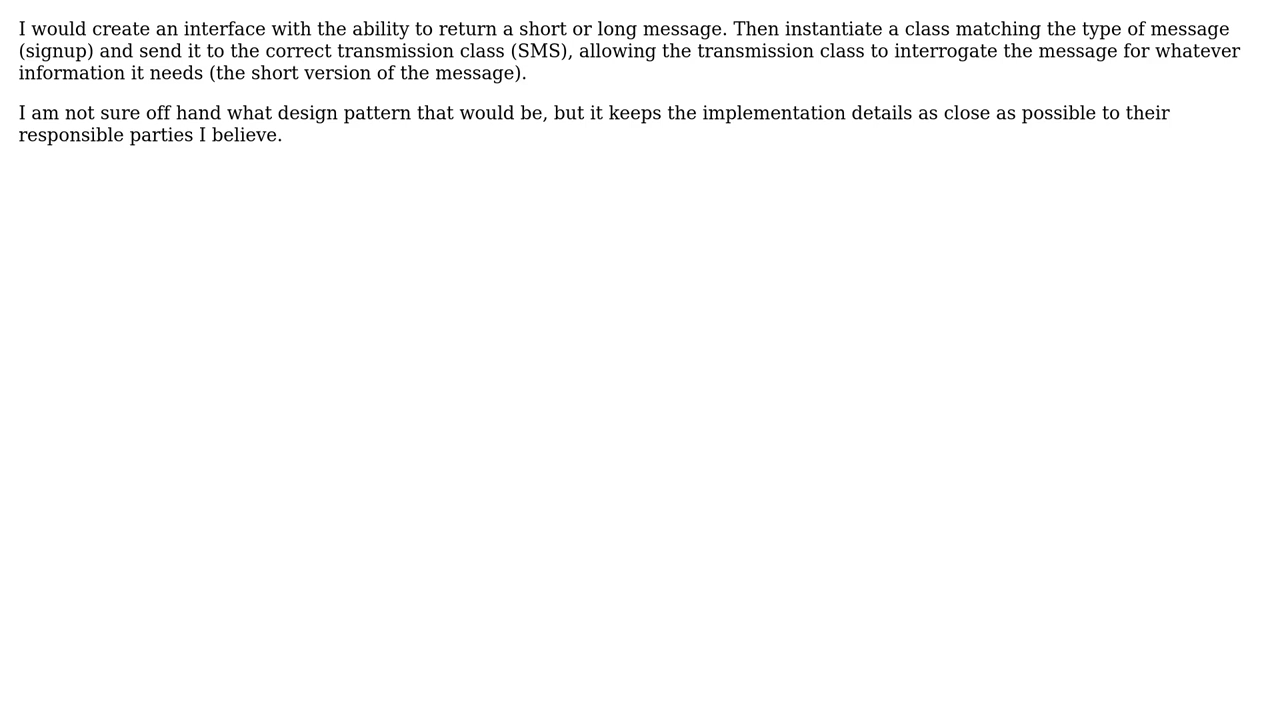 I would create an interface with the ability to return a short or long message. Then instantiate a class matching the type of message
(signup) and send it to the correct transmission class (SMS), allowing the transmission class to interrogate the message for whatever
information it needs (the short version of the message).
I am not sure off hand what design pattern that would be, but it keeps the implementation details as close as possible to their
responsible parties I believe.